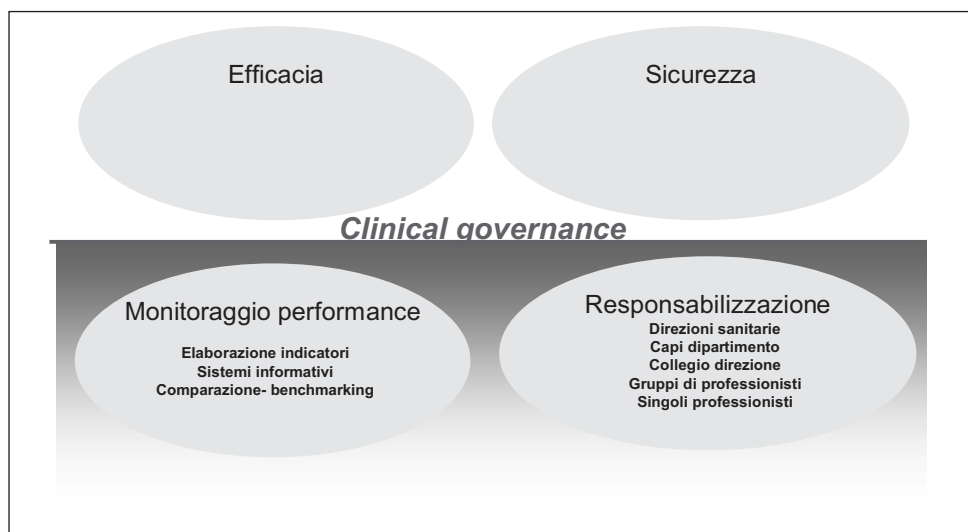 Efficacia
Sicurezza
Clinical governance
Monitoraggio performance
Elaborazione indicatori
Sistemi informativi
Comparazione- benchmarking
Responsabilizzazione
Direzioni sanitarie
Capi dipartimento
Collegio direzione
Gruppi di professionisti
Singoli professionisti